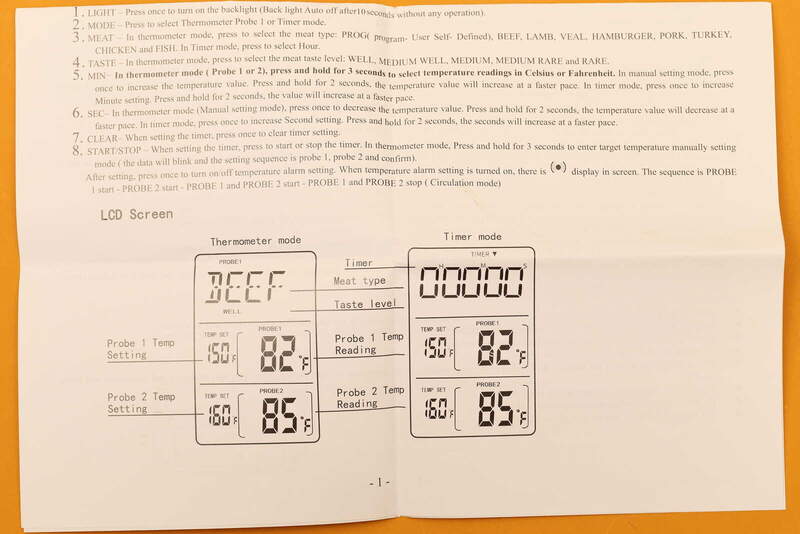 1. LIGHT – Press once to turn on the backlight (Back light Auto off after10seconds without any operation).
2. MODE – Press to select Thermometer Probe 1 or Timer mode.
3. MEAT – In thermometer mode, press to select the meat type: PROG( program- User Self- Defined), BEEF, LAMB, VEAL, HAMBURGER, PORK, TURKEY,
CHICKEN and FISH. In Timer mode, press to select Hour.
4. TASTE – In thermometer mode, press to select the meat taste level: WELL, MEDIUM WELL, MEDIUM, MEDIUM RARE and RARE.
5. MIN– In thermometer mode ( Probe 1 or 2), press and hold for 3 seconds to select temperature readings in Celsius or Fahrenheit. In manual setting mode, press
once to increase the temperature value. Press and hold for 2 seconds, the temperature value will increase at a faster pace. In timer mode, press once to increase
Minute setting. Press and hold for 2 seconds, the value will increase at a faster pace.
6. SEC– In thermometer mode (Manual setting mode), press once to decrease the temperature value. Press and hold for 2 seconds, the temperature value will decrease at a
faster pace. In timer mode, press once to increase Second setting. Press and hold for 2 seconds, the seconds will increase at a faster pace.
7. CLEAR– When setting the timer, press once to clear timer setting.
8. START/STOP – When setting the timer, press to start or stop the timer. In thermometer mode, Press and hold for 3 seconds to enter target temperature manually setting
mode ( the data will blink and the setting sequence is probe 1, probe 2 and confirm).
After setting, press once to turn on/off temperature alarm setting. When temperature alarm setting is turned on, there is ((•)) display in screen. The sequence is PROBE
1 start - PROBE 2 start - PROBE 1 and PROBE 2 start - PROBE 1 and PROBE 2 stop ( Circulation mode)
LCD Screen
Thermometer mode
Timer mode
PROBE1
BEEF
WELL
Timer
Meat type
Taste level
TIMER ▼
H M S
00000
Probe 1 Temp
Setting
TEMP SET
150°F
PROBE1
82°F
Probe 1 Temp
Reading
TEMP SET
150°F
PROBE1
82°F
Probe 2 Temp
Setting
TEMP SET
160°F
PROBE2
85°F
Probe 2 Temp
Reading
TEMP SET
160°F
PROBE2
85°F
- 1 -